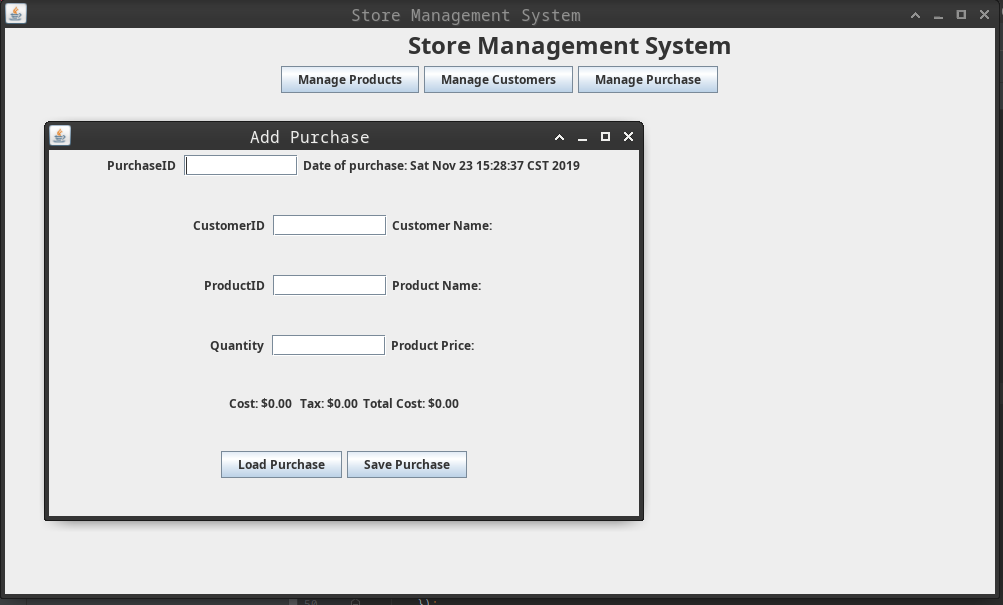 Store Management System
Store Management System
Manage Products Manage Customers Manage Purchase
Add Purchase
PurchaseID Date of purchase: Sat Nov 23 15:28:37 CST 2019
CustomerID Customer Name:
ProductID Product Name:
Quantity Product Price:
Cost: $0.00 Tax: $0.00 Total Cost: $0.00
Load Purchase Save Purchase